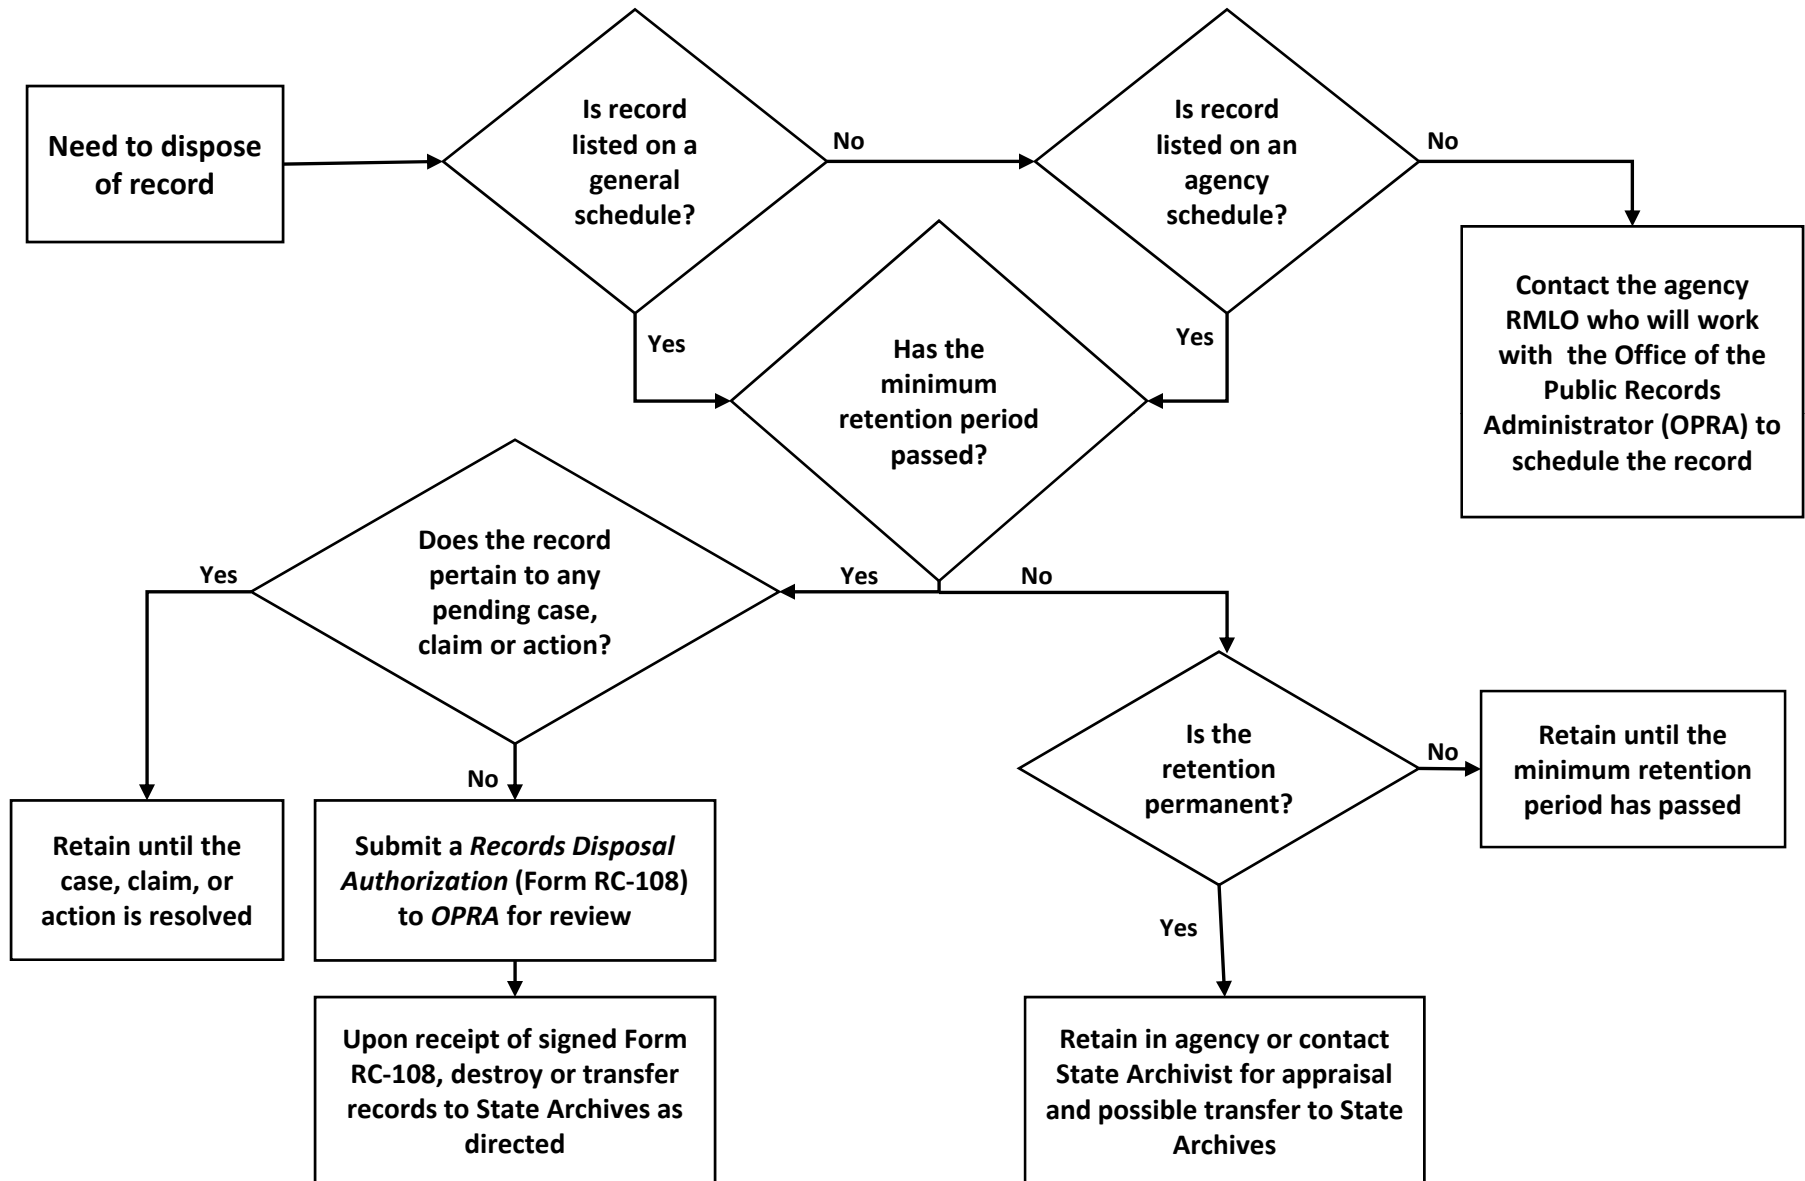 Need to dispose
of record
Is record
listed on a
general
schedule?
No
Is record
listed on an
agency
schedule?
No
Contact the agency
RMLO who will work
with the Office of the
Public Records
Administrator (OPRA) to
schedule the record
Yes
Yes
Has the
minimum
retention period
passed?
Yes
No
Does the record
pertain to any
pending case,
claim or action?
Yes
No
Retain until the
case, claim, or
action is resolved
Submit a Records Disposal
Authorization (Form RC-108)
to OPRA for review
Upon receipt of signed Form
RC-108, destroy or transfer
records to State Archives as
directed
Is the
retention
permanent?
No
Retain until the
minimum retention
period has passed
Yes
Retain in agency or contact
State Archivist for appraisal
and possible transfer to State
Archives